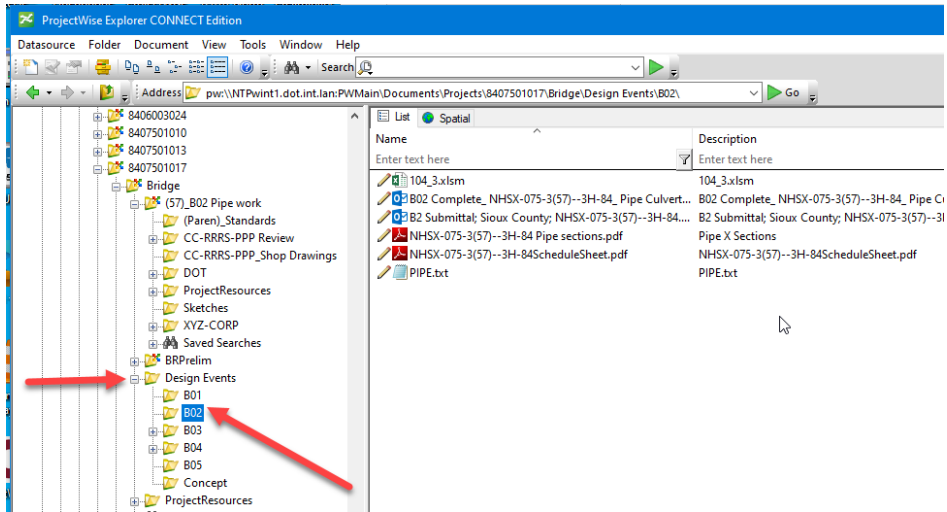 ProjectWise Explorer CONNECT Edition
Datasource Folder Document View Tools Window Help
Search
Address pw:\\NTPwint1.dot.int.lan:PWMain\Documents\Projects\8407501017\Bridge\Design Events\B02\ Go
8406003024
8407501010
8407501013
8407501017
Bridge
(57)_B02 Pipe work
(Paren)_Standards
CC-RRRS-PPP Review
CC-RRRS-PPP_Shop Drawings
DOT
ProjectResources
Sketches
XYZ-CORP
Saved Searches
BRPrelim
Design Events
B01
B02
B03
B04
B05
Concept
ProjectResources
List Spatial
Name Description
Enter text here Enter text here
104_3.xlsm 104_3.xlsm
B02 Complete_ NHSX-075-3(57)--3H-84_ Pipe Culvert... B02 Complete_ NHSX-075-3(57)--3H-84_ Pipe Cu
B2 Submittal; Sioux County; NHSX-075-3(57)--3H-84.... B2 Submittal; Sioux County; NHSX-075-3(57)--3H
NHSX-075-3(57)--3H-84 Pipe sections.pdf Pipe X Sections
NHSX-075-3(57)--3H-84ScheduleSheet.pdf NHSX-075-3(57)--3H-84ScheduleSheet.pdf
PIPE.txt PIPE.txt